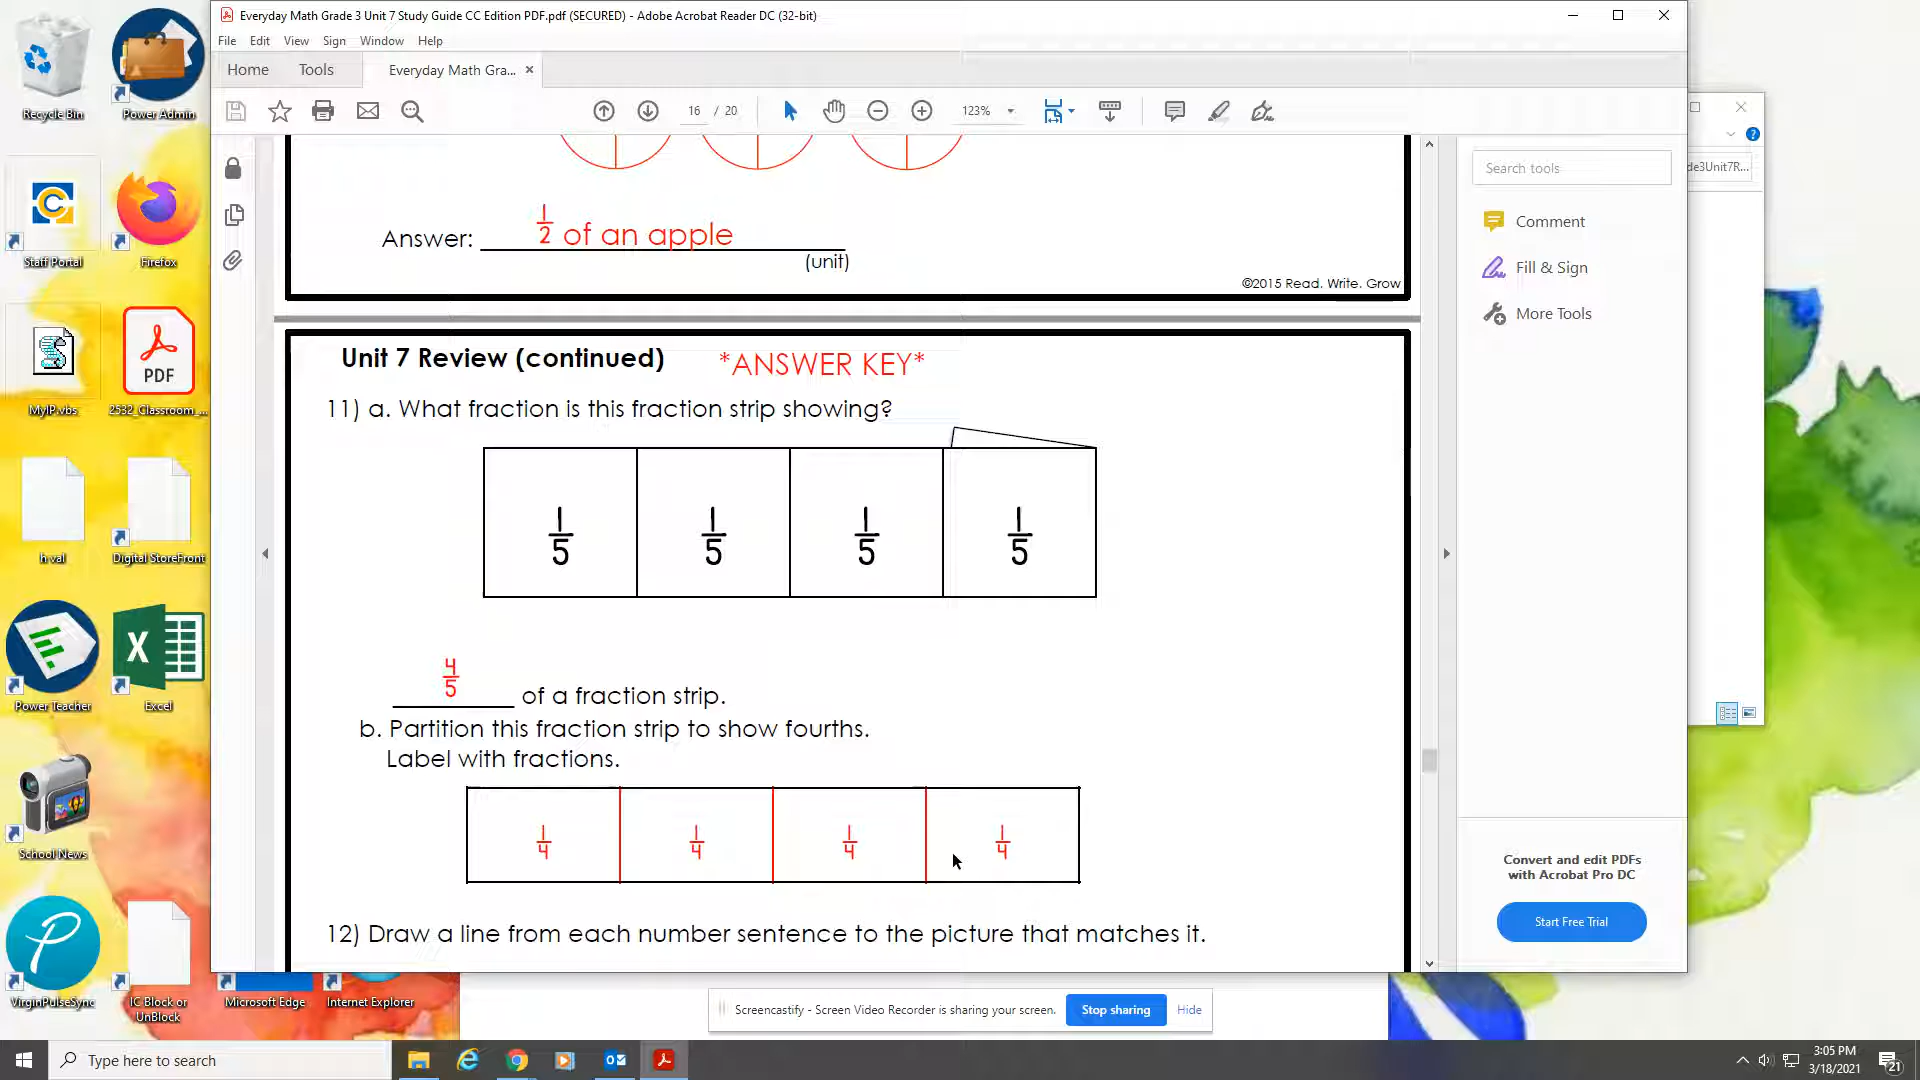 Everyday Math Grade 3 Unit 7 Study Guide CC Edition PDF.pdf (SECURED) - Adobe Acrobat Reader DC (32-bit)
File Edit View Sign Window Help
Home Tools Everyday Math Gra... ×
16 / 20 123%
Answer: 1/2 of an apple
(unit)
©2015 Read. Write. Grow
Unit 7 Review (continued) *ANSWER KEY*
11) a. What fraction is this fraction strip showing?
1/5 1/5 1/5 1/5
4/5 of a fraction strip.
b. Partition this fraction strip to show fourths.
Label with fractions.
1/4 1/4 1/4 1/4
12) Draw a line from each number sentence to the picture that matches it.
Search tools
Comment
Fill & Sign
More Tools
Convert and edit PDFs
with Acrobat Pro DC
Start Free Trial
de3Unit7R...
Recycle Bin
Power Admin
Staff Portal
Firefox
MyIP.vbs
PDF
2532_Classroom_...
h val
Digital StoreFront
Power Teacher
Excel
School News
VirginPulseSync
IC Block or
UnBlock
Microsoft Edge
Internet Explorer
Screencastify - Screen Video Recorder is sharing your screen. Stop sharing Hide
Type here to search
3:05 PM
3/18/2021
21